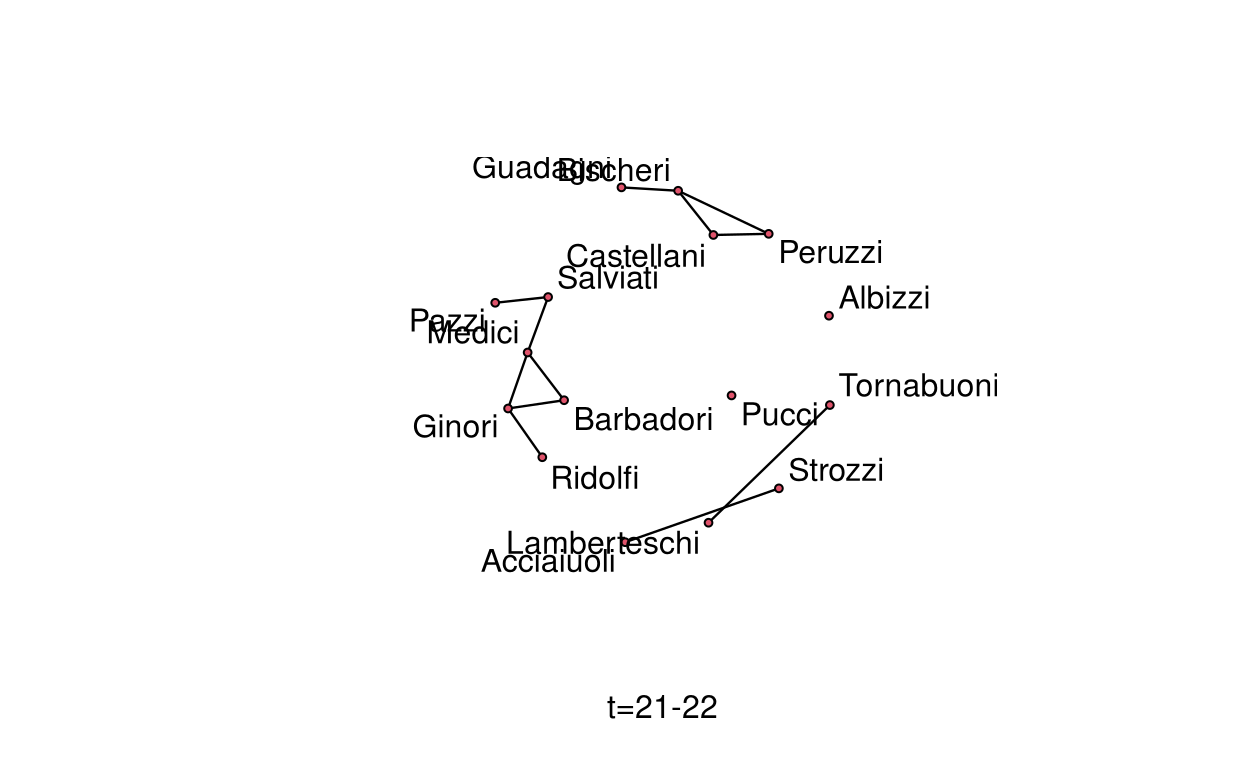 Guadagni
Bischeri
Castellani
Peruzzi
Salviati
Albizzi
Pazzi
Medici
Tornabuoni
Pucci
Barbadori
Ginori
Strozzi
Ridolfi
Lamberteschi
Acciaiuoli
t=21-22